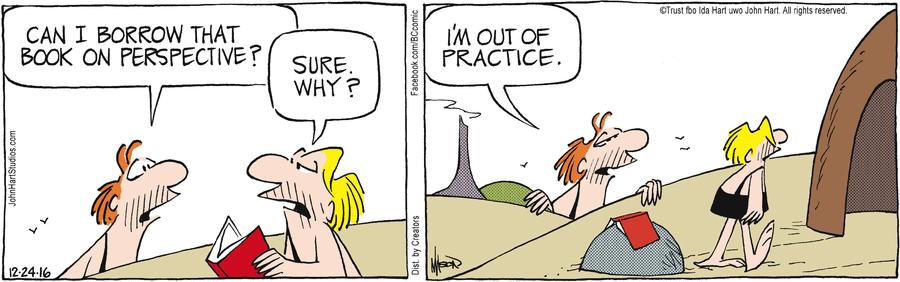 CAN I BORROW THAT
BOOK ON PERSPECTIVE?
SURE.
WHY?
JohnHartStudios.com
12-24-16
Facebook.com/BCcomic
Dist. by Creators
I'M OUT OF
PRACTICE.
©Trust fbo Ida Hart uwo John Hart. All rights reserved.